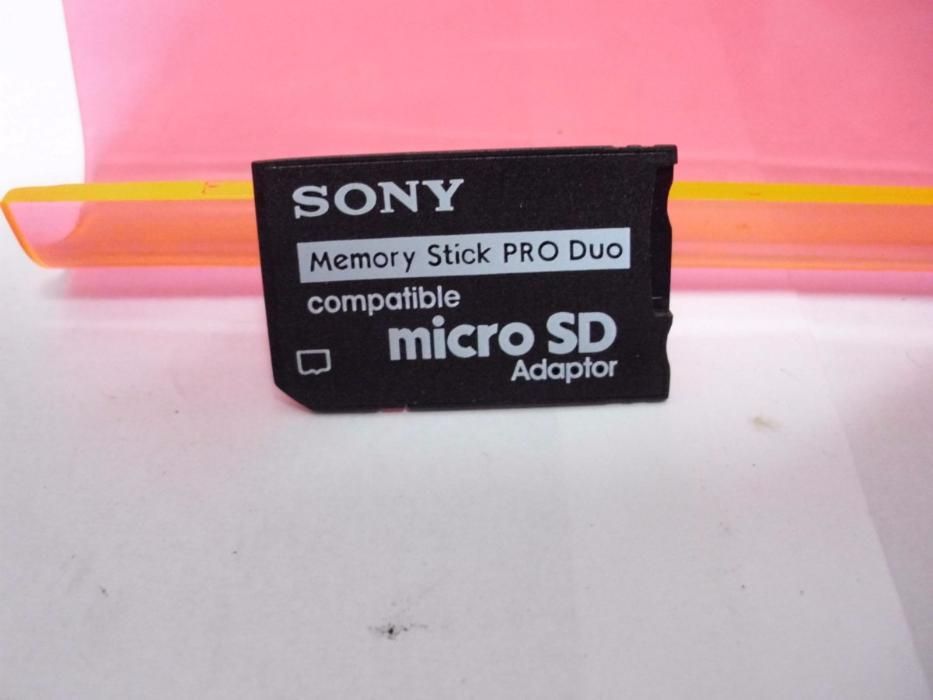 SONY
Memory Stick PRO Duo
compatible
micro SD
Adaptor